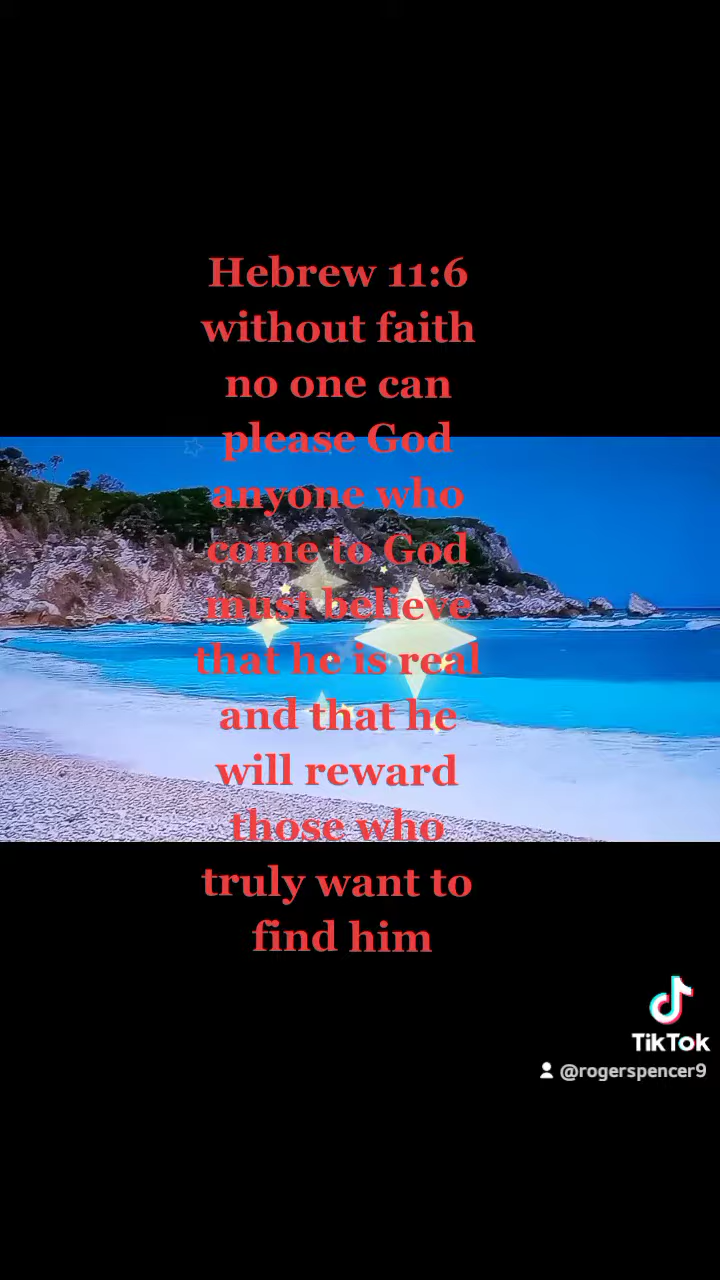 Hebrew 11:6
without faith
no one can
please God
anyone who
come to God
must believe
that he is real
and that he
will reward
those who
truly want to
find him
TikTok
@rogerspencer9